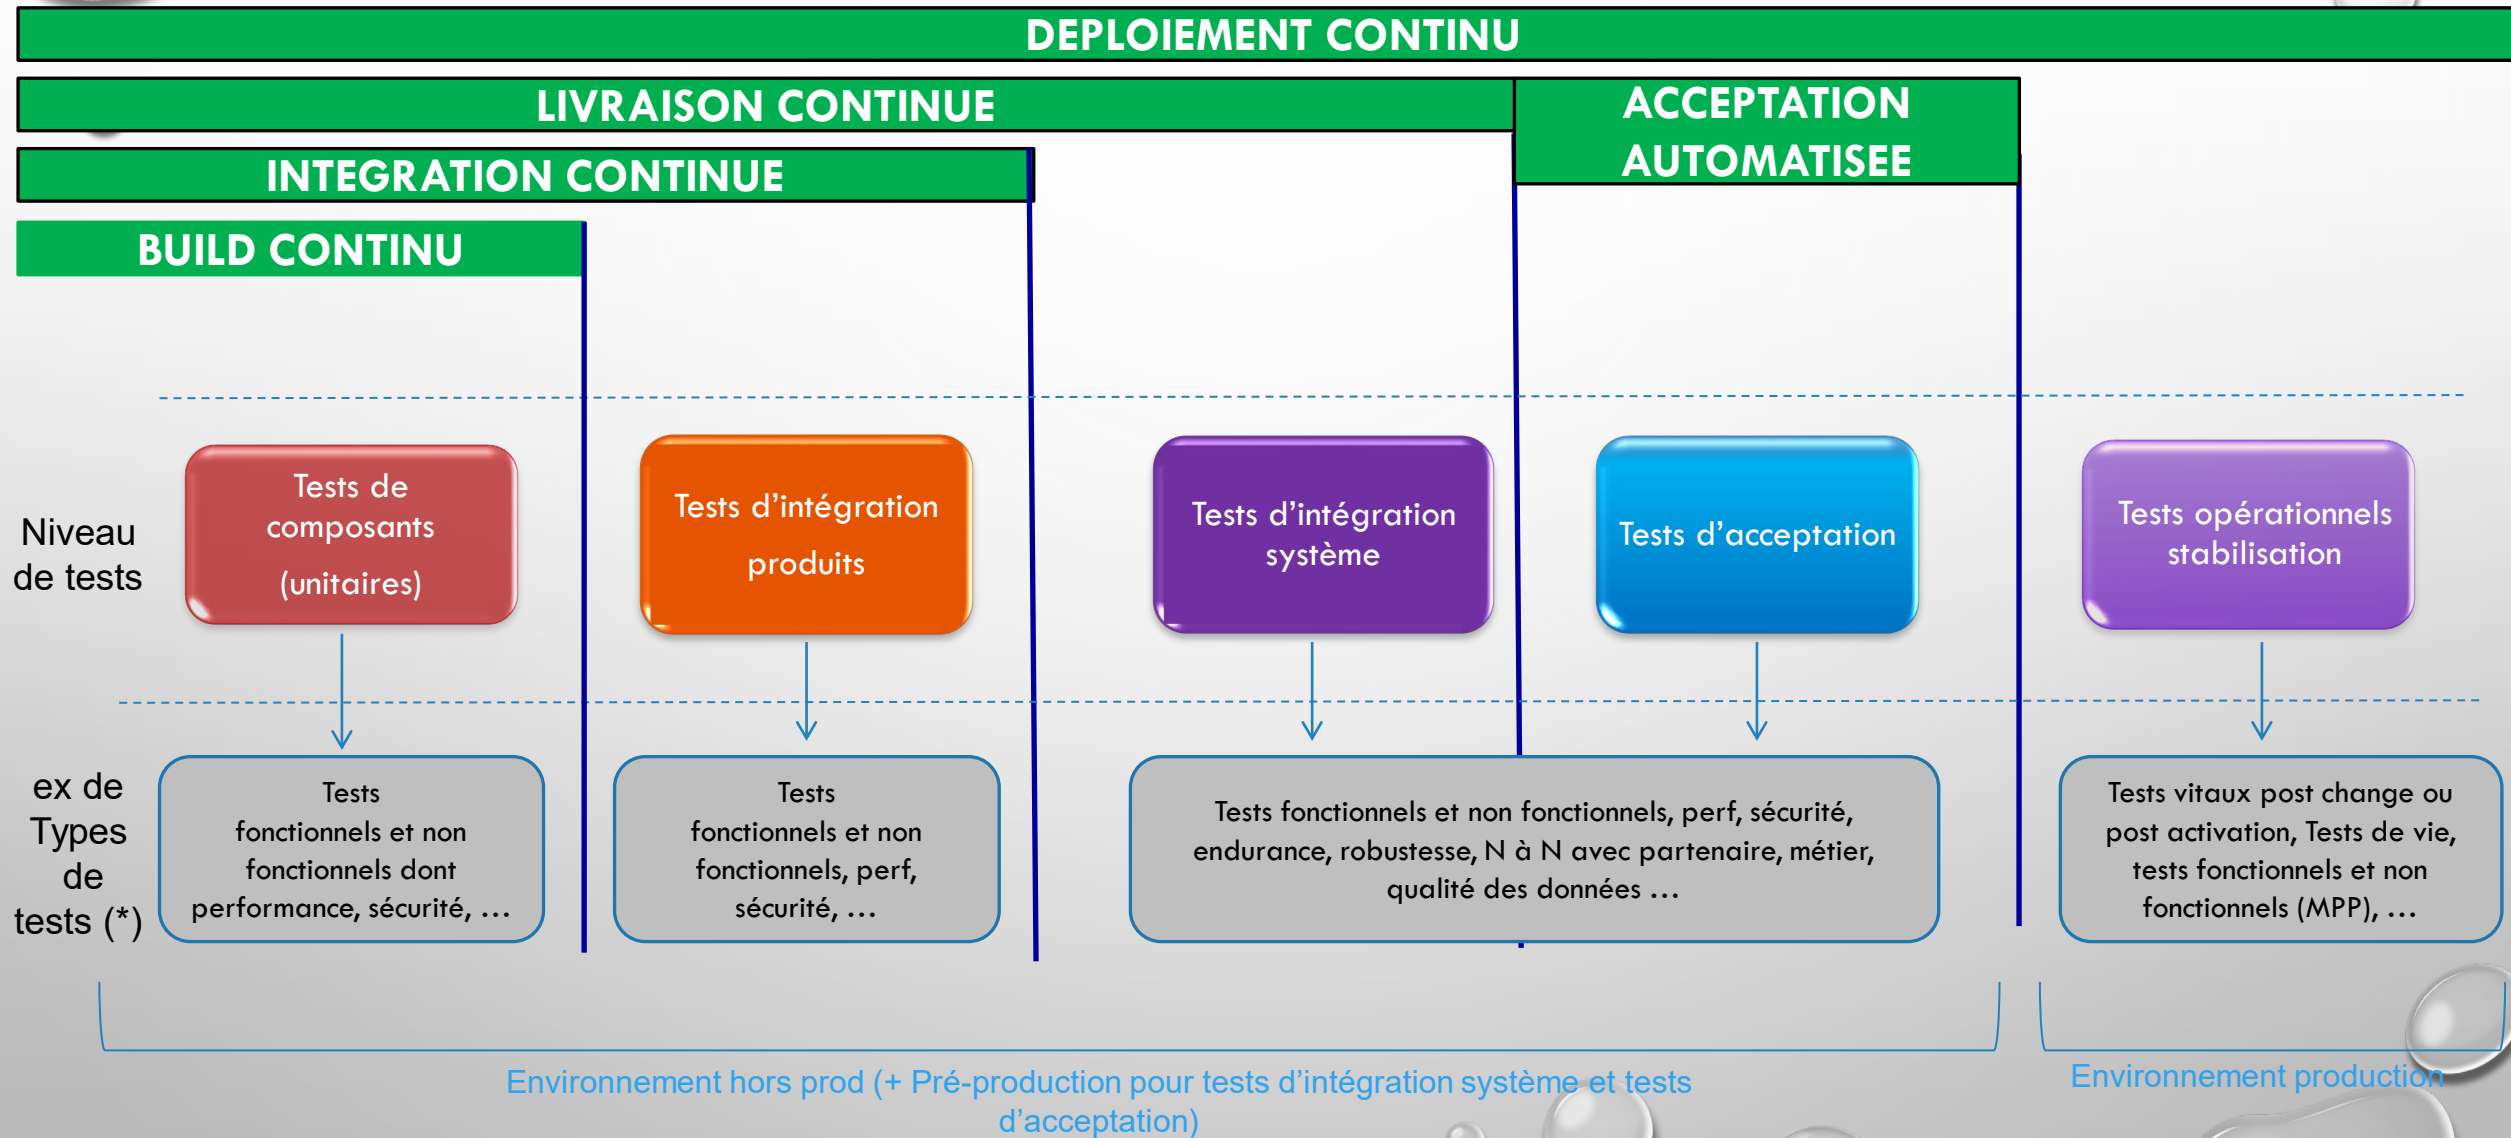 DEPLOIEMENT CONTINU
LIVRAISON CONTINUE
ACCEPTATION
AUTOMATISEE
INTEGRATION CONTINUE
BUILD CONTINU
Niveau
de tests
Tests de
composants
(unitaires)
Tests d’intégration
produits
Tests d’intégration
système
Tests d’acceptation
Tests opérationnels
stabilisation
ex de
Types
de
tests (*)
Tests
fonctionnels et non
fonctionnels dont
performance, sécurité, …
Tests
fonctionnels et non
fonctionnels, perf,
sécurité, …
Tests fonctionnels et non fonctionnels, perf, sécurité,
endurance, robustesse, N à N avec partenaire, métier,
qualité des données …
Tests vitaux post change ou
post activation, Tests de vie,
tests fonctionnels et non
fonctionnels (MPP), …
Environnement hors prod (+ Pré-production pour tests d’intégration système et tests
d’acceptation)
Environnement production